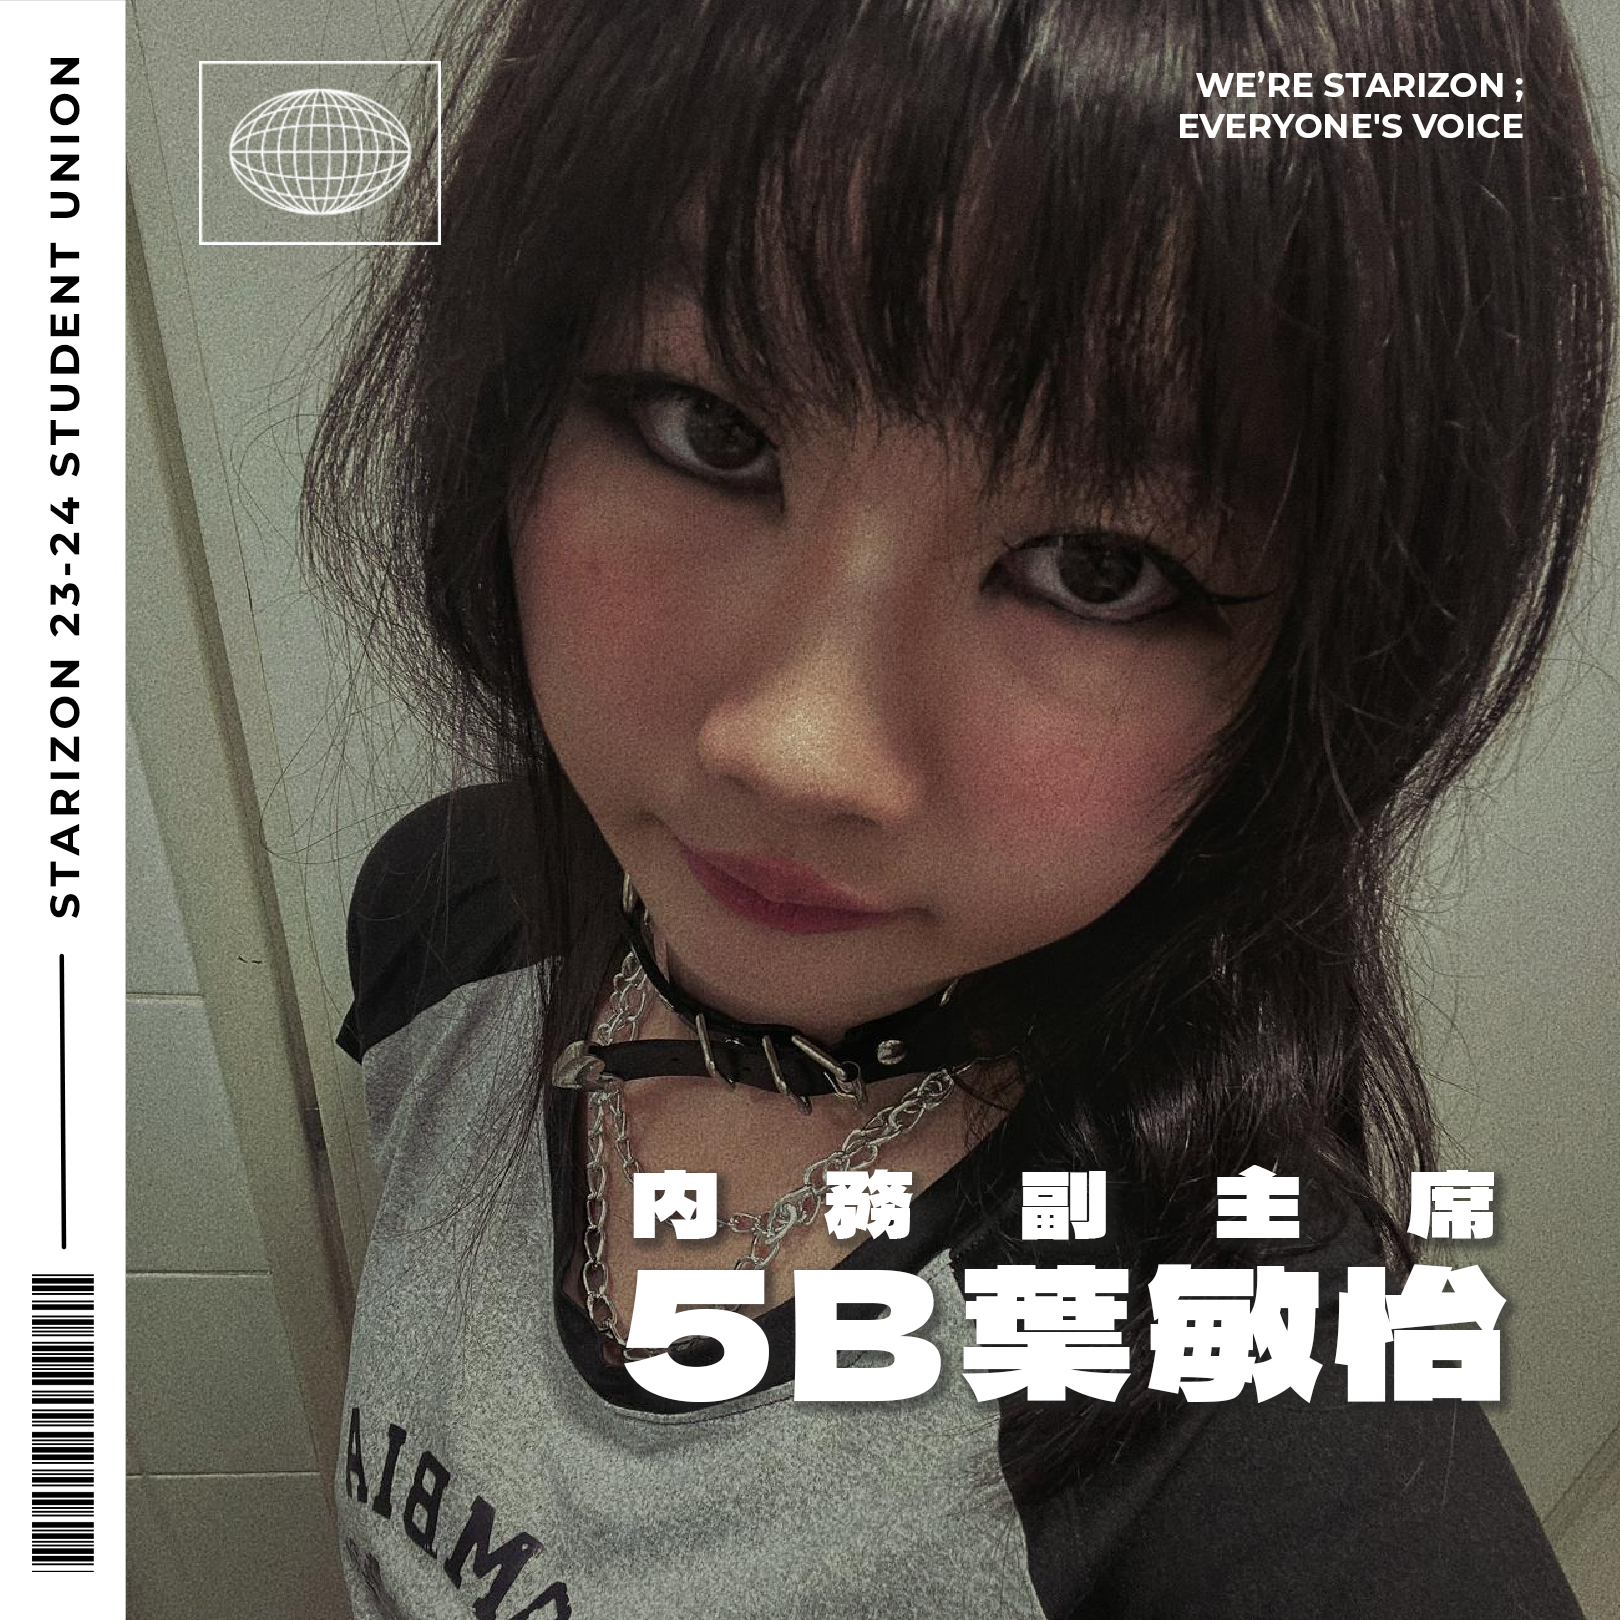 STARIZON 23-24 STUDENT UNION
WE’RE STARIZON ;
EVERYONE'S VOICE
內務副主席
5B葉敏怡